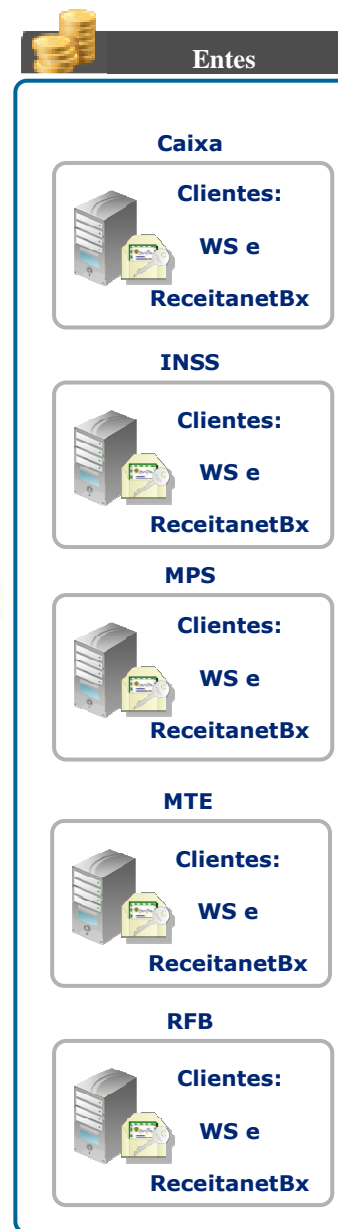 Entes
Caixa
Clientes:
WS e
ReceitanetBx
INSS
Clientes:
WS e
ReceitanetBx
MPS
Clientes:
WS e
ReceitanetBx
MTE
Clientes:
WS e
ReceitanetBx
RFB
Clientes:
WS e
ReceitanetBx